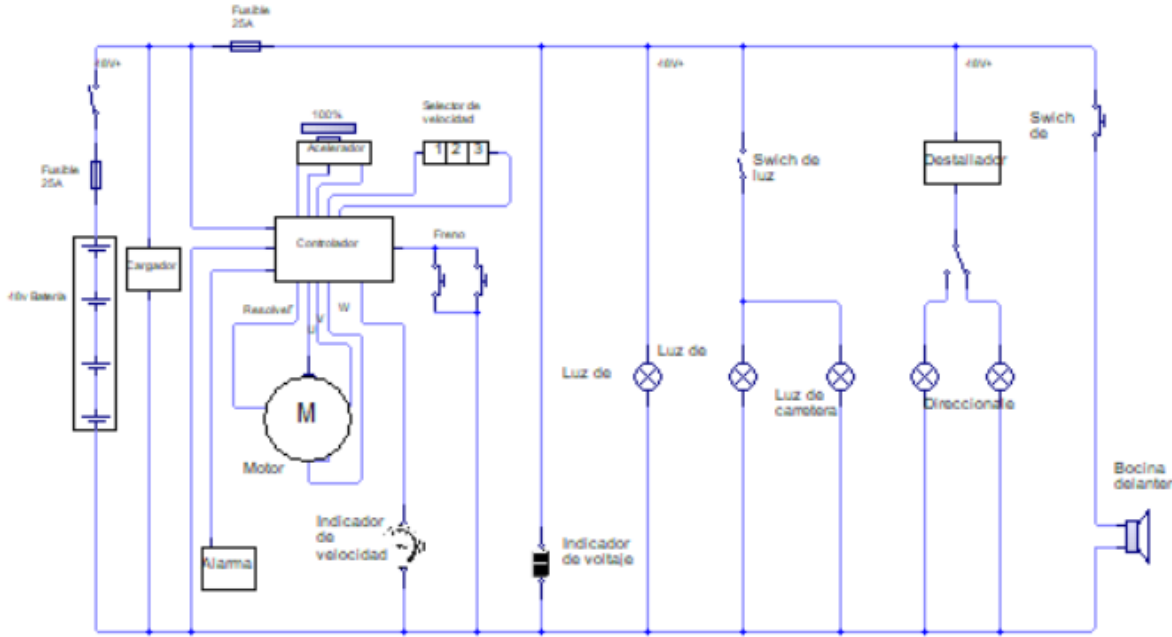 Fusible
25A
48V+
Fusible
25A
48v Bateria
Cargador
100%
Acelerador
Selector de
velocidad
1 2 3
Controlador
Freno
Resolver
U
V
W
M
Motor
Alarma
Indicador
de
velocidad
Indicador
de voltaje
48V+
Luz de
Luz de
Swich de
luz
Luz de
carretera
48V+
Destallador
Direccionale
Swich
de
Bocina
delanter